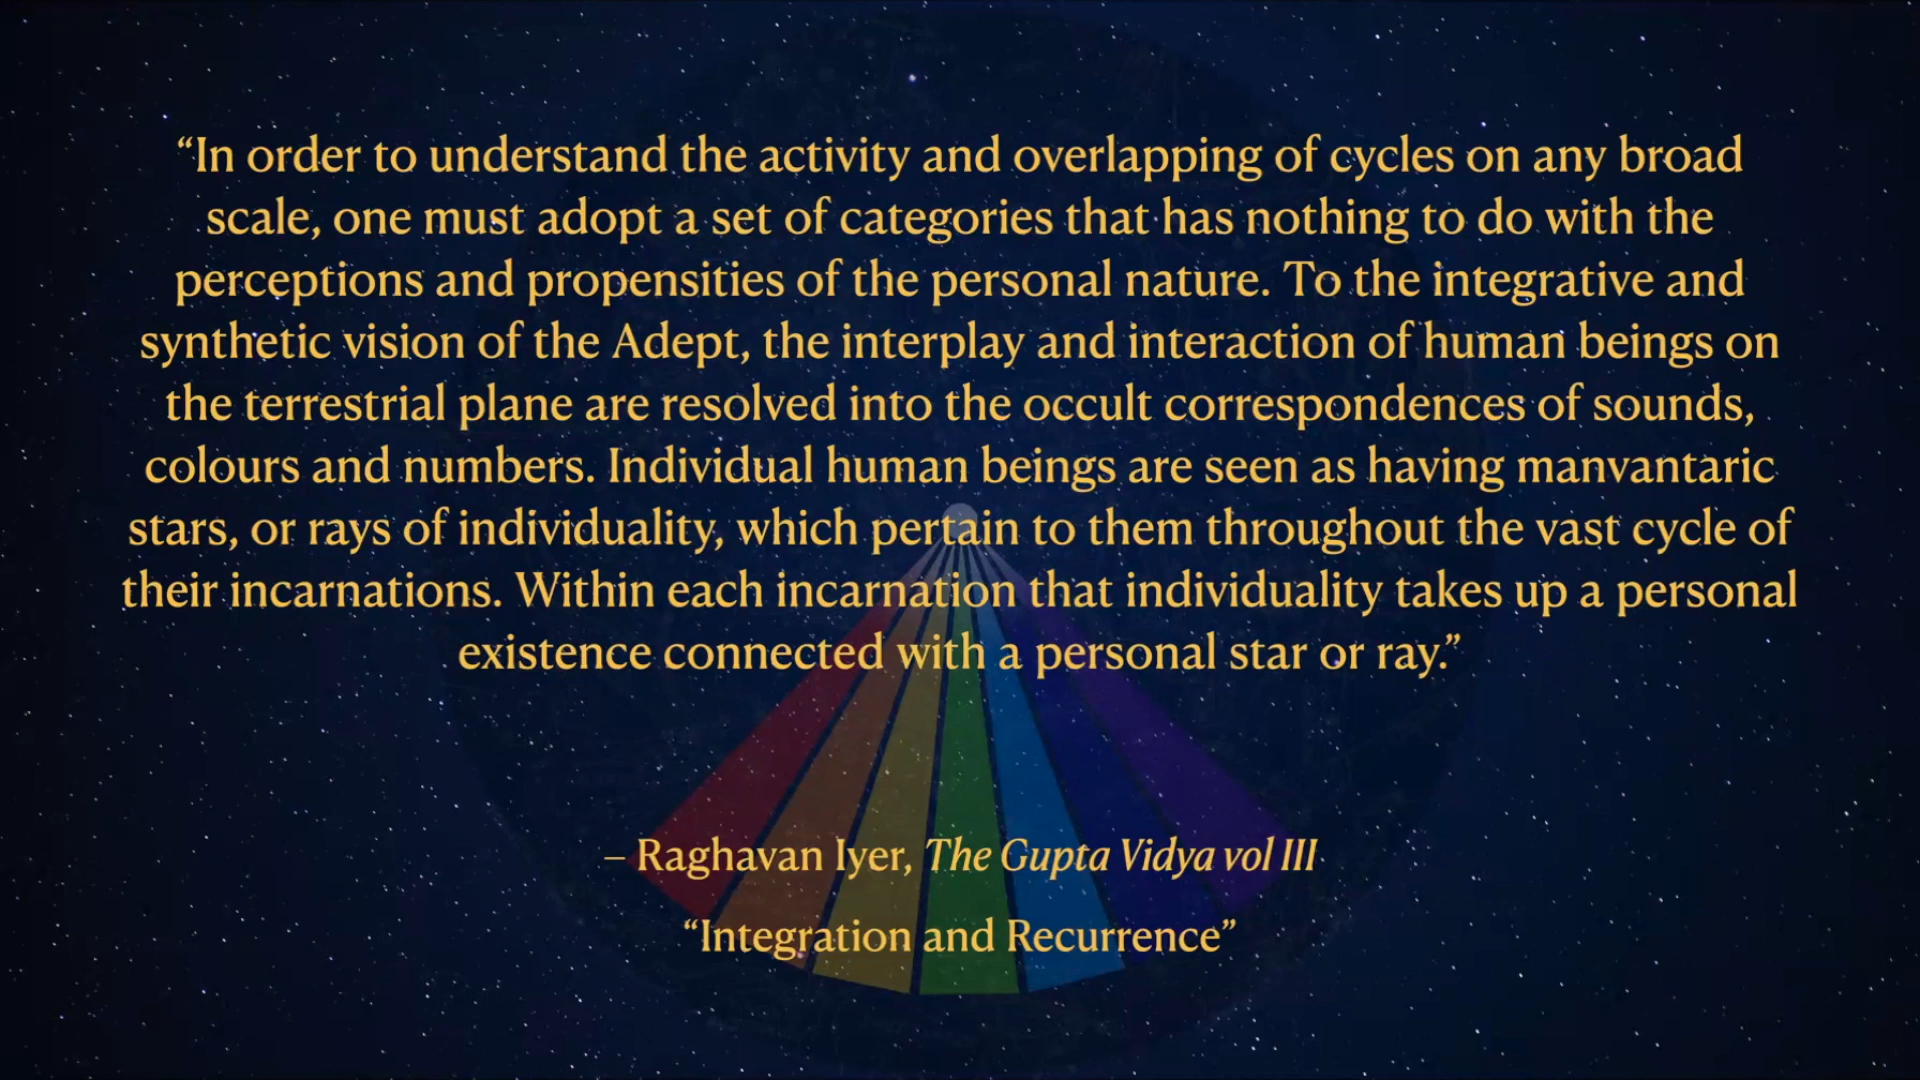 “In order to understand the activity and overlapping of cycles on any broad
scale, one must adopt a set of categories that has nothing to do with the
perceptions and propensities of the personal nature. To the integrative and
synthetic vision of the Adept, the interplay and interaction of human beings on
the terrestrial plane are resolved into the occult correspondences of sounds,
colours and numbers. Individual human beings are seen as having manvantaric
stars, or rays of individuality, which pertain to them throughout the vast cycle of
their incarnations. Within each incarnation that individuality takes up a personal
existence connected with a personal star or ray.”
– Raghavan Iyer, The Gupta Vidya vol III
“Integration and Recurrence”